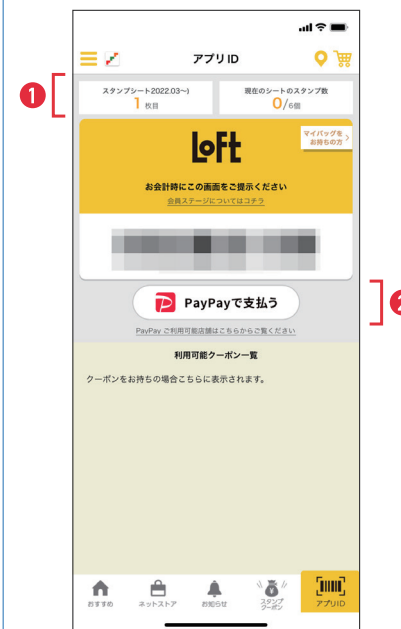 アプリID
1
スタンプシート2022.03〜)
1 枚目
現在のシートのスタンプ数
0/6個
LOFT
マイバッグを
お持ちの方
お会計時にこの画面をご提示ください
会員ステージについてはコチラ
PayPayで支払う
2
PayPay ご利用可能店舗はこちらからご覧ください
利用可能クーポン一覧
クーポンをお持ちの場合こちらに表示されます。
おすすめ
ネットストア
お知らせ
スタンプ
クーポン
アプリID